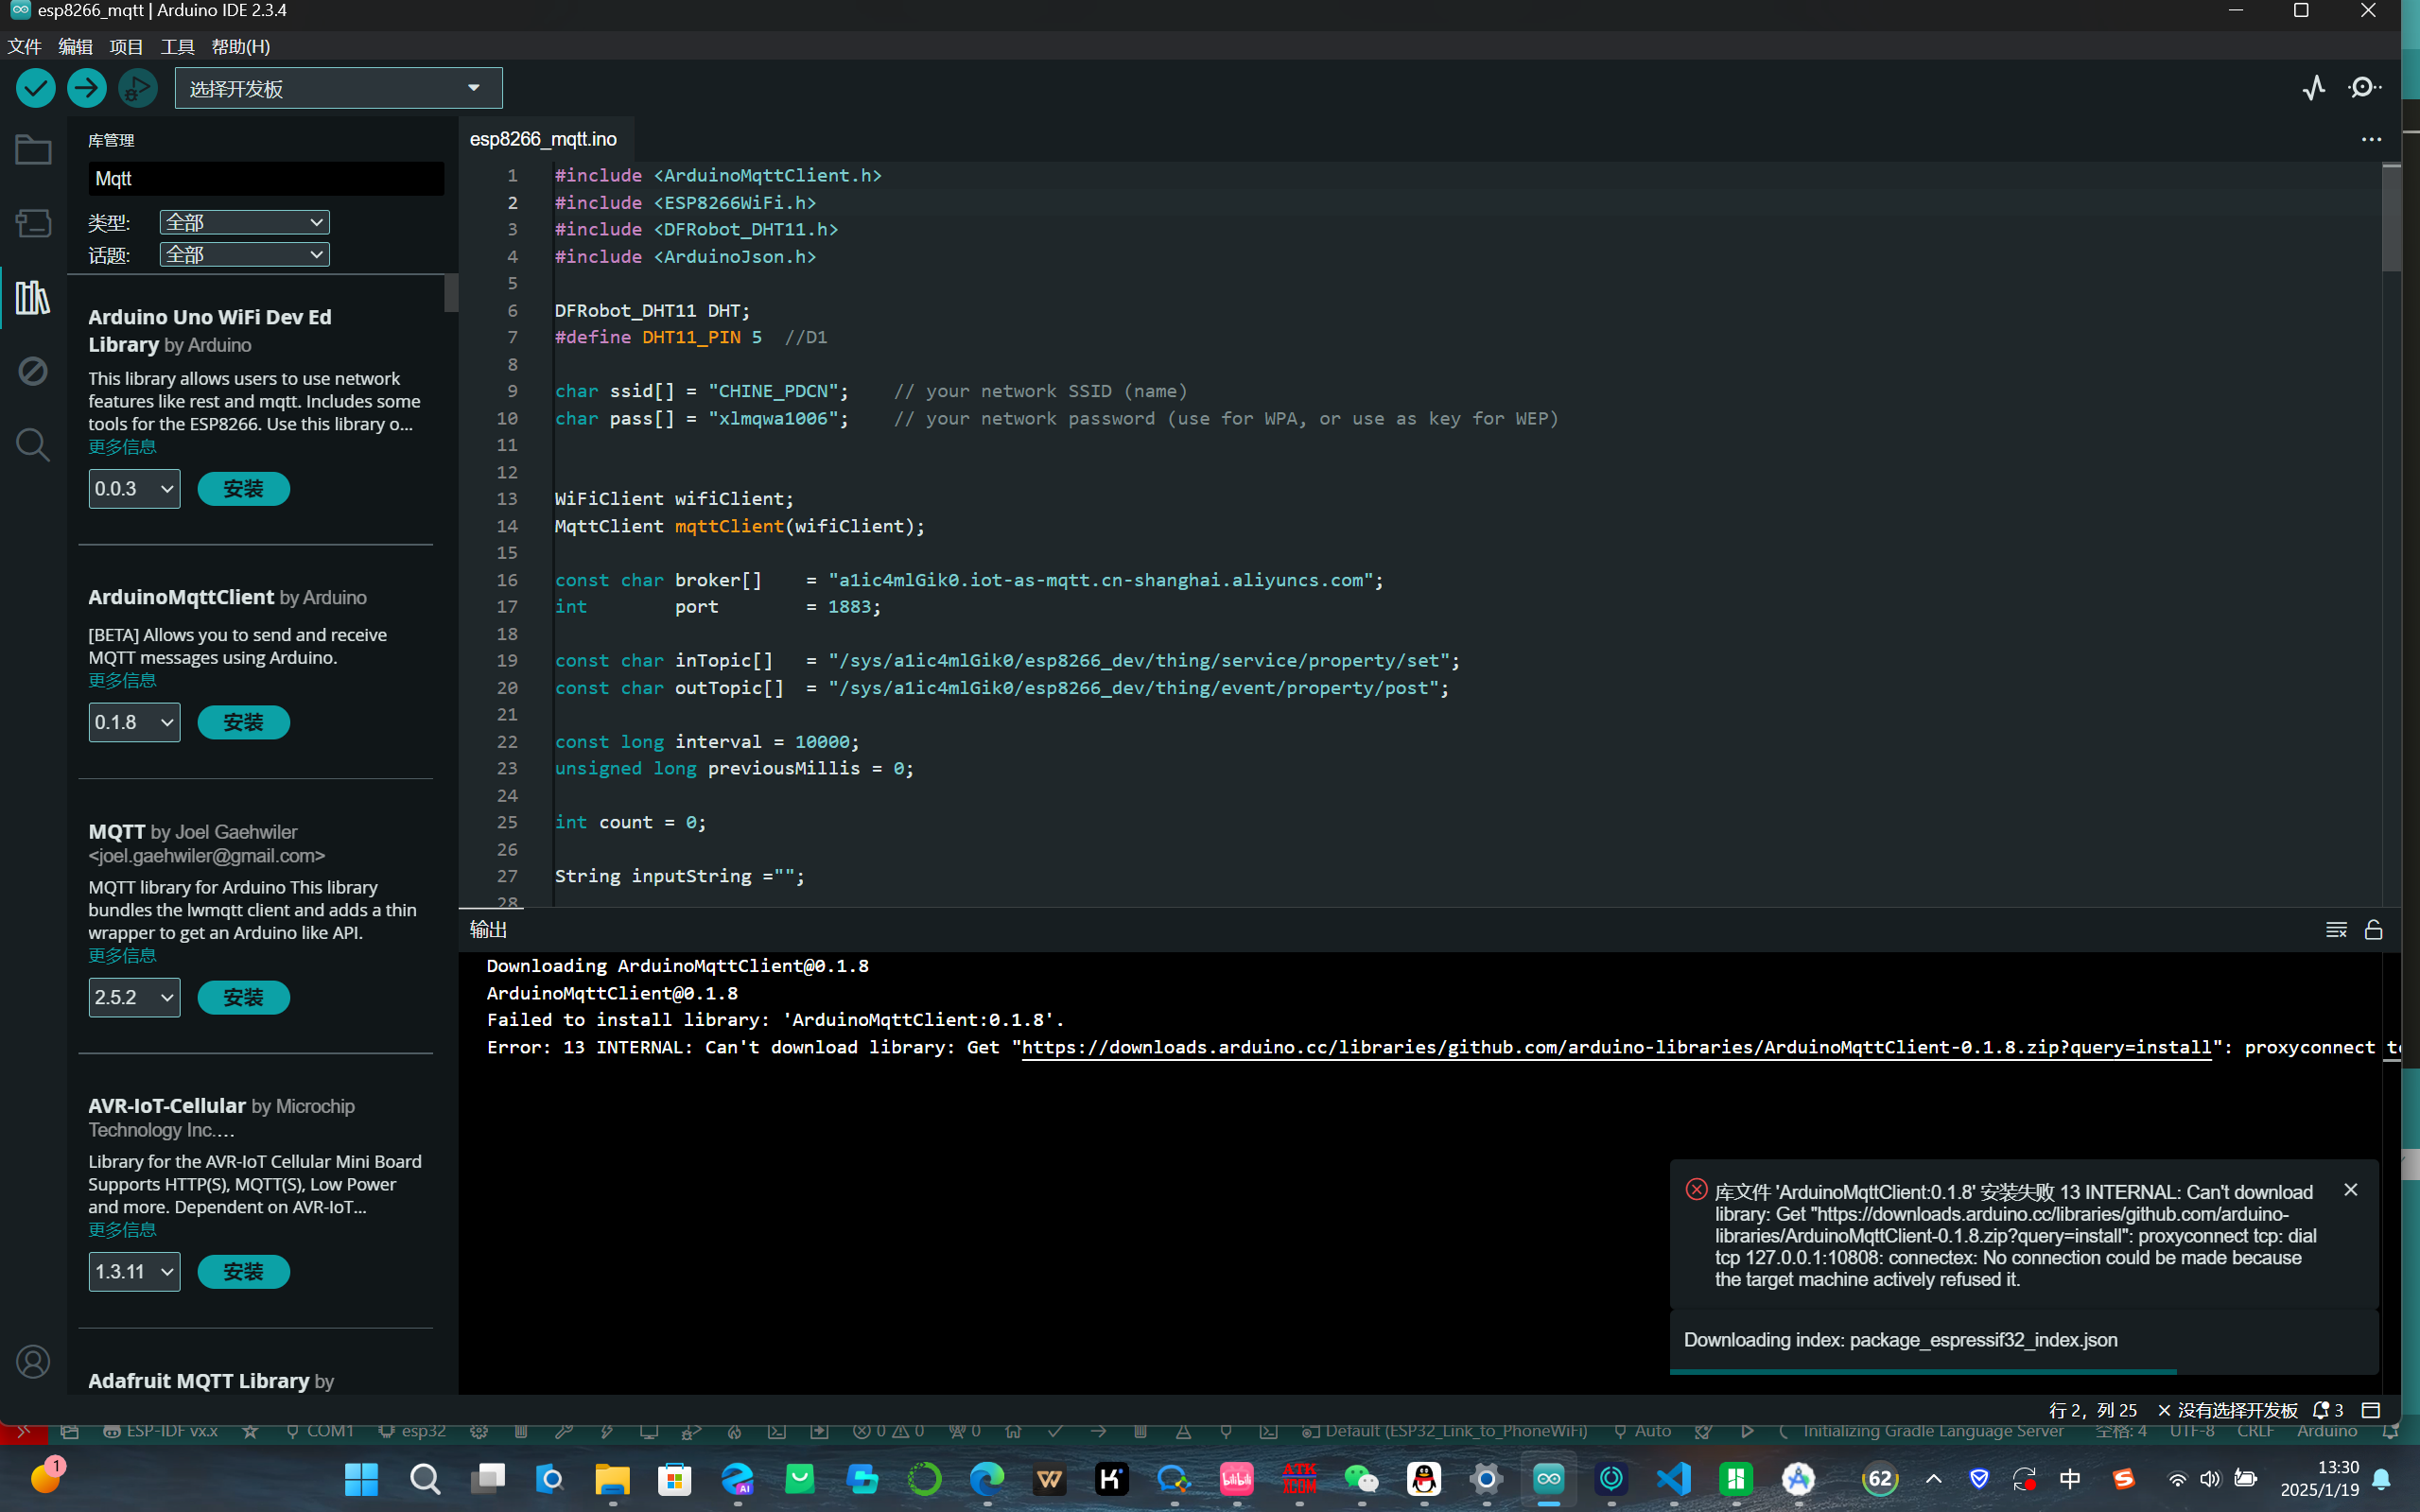 esp8266_mqtt | Arduino IDE 2.3.4
文件 编辑 项目 工具 帮助(H)
选择开发板
库管理
Mqtt
类型: 全部
话题: 全部
Arduino Uno WiFi Dev Ed
Library by Arduino
This library allows users to use network
features like rest and mqtt. Includes some
tools for the ESP8266. Use this library o...
更多信息
0.0.3 安装
ArduinoMqttClient by Arduino
[BETA] Allows you to send and receive
MQTT messages using Arduino.
更多信息
0.1.8 安装
MQTT by Joel Gaehwiler
<joel.gaehwiler@gmail.com>
MQTT library for Arduino This library
bundles the lwmqtt client and adds a thin
wrapper to get an Arduino like API.
更多信息
2.5.2 安装
AVR-IoT-Cellular by Microchip
Technology Inc....
Library for the AVR-IoT Cellular Mini Board
Supports HTTP(S), MQTT(S), Low Power
and more. Dependent on AVR-IoT...
更多信息
1.3.11 安装
Adafruit MQTT Library by
esp8266_mqtt.ino
1 #include <ArduinoMqttClient.h>
2 #include <ESP8266WiFi.h>
3 #include <DFRobot_DHT11.h>
4 #include <ArduinoJson.h>
5
6 DFRobot_DHT11 DHT;
7 #define DHT11_PIN 5  //D1
8
9 char ssid[] = "CHINE_PDCN";    // your network SSID (name)
10 char pass[] = "xlmqwa1006";    // your network password (use for WPA, or use as key for WEP)
11
12
13 WiFiClient wifiClient;
14 MqttClient mqttClient(wifiClient);
15
16 const char broker[]    = "a1ic4mlGik0.iot-as-mqtt.cn-shanghai.aliyuncs.com";
17 int        port        = 1883;
18
19 const char inTopic[]   = "/sys/a1ic4mlGik0/esp8266_dev/thing/service/property/set";
20 const char outTopic[]  = "/sys/a1ic4mlGik0/esp8266_dev/thing/event/property/post";
21
22 const long interval = 10000;
23 unsigned long previousMillis = 0;
24
25 int count = 0;
26
27 String inputString ="";
28
输出
Downloading ArduinoMqttClient@0.1.8
ArduinoMqttClient@0.1.8
Failed to install library: 'ArduinoMqttClient:0.1.8'.
Error: 13 INTERNAL: Can't download library: Get "https://downloads.arduino.cc/libraries/github.com/arduino-libraries/ArduinoMqttClient-0.1.8.zip?query=install": proxyconnect tc
库文件 'ArduinoMqttClient:0.1.8' 安装失败 13 INTERNAL: Can't download
library: Get "https://downloads.arduino.cc/libraries/github.com/arduino-
libraries/ArduinoMqttClient-0.1.8.zip?query=install": proxyconnect tcp: dial
tcp 127.0.0.1:10808: connectex: No connection could be made because
the target machine actively refused it.
Downloading index: package_espressif32_index.json
行 2，列 25 没有选择开发板 3
ESP-IDF vx.x COM1 esp32 0 0 0 Default (ESP32_Link_to_PhoneWiFi) Auto Initializing Gradle Language Server 空格: 4 UTF-8 CRLF Arduino
1 AI bilibili ATK XCOM 62 中
13:30
2025/1/19